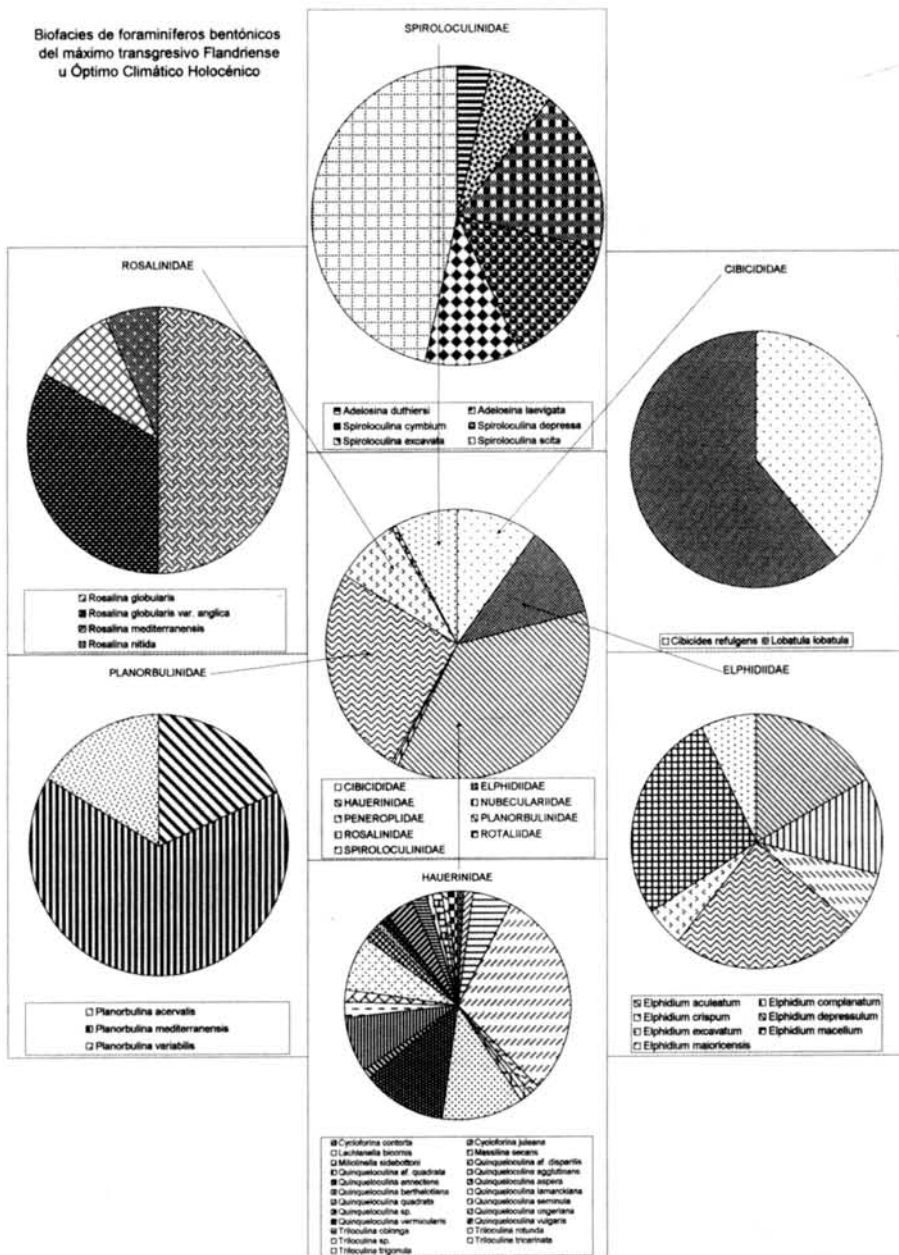 Biofacies de foraminíferos bentónicos
del máximo transgresivo Flandriense
u Óptimo Climático Holocénico
SPIROLOCULINIDAE
Adelosina duthiersi Adelosina laevigata
Spiroloculina cymbium Spiroloculina depressa
Spiroloculina excavata Spiroloculina scita
ROSALINIDAE
Rosalina globularis
Rosalina globularis var. anglica
Rosalina mediterranensis
Rosalina nitida
CIBICIDIDAE
Cibicides refulgens Lobatula lobatula
CIBICIDIDAE ELPHIDIIDAE
HAUERINIDAE NUBECULARIIDAE
PENEROPLIDAE PLANORBULINIDAE
ROSALINIDAE ROTALIIDAE
SPIROLOCULINIDAE
PLANORBULINIDAE
Planorbulina acervalis
Planorbulina mediterranensis
Planorbulina variabilis
ELPHIDIIDAE
Elphidium aculeatum Elphidium complanatum
Elphidium crispum Elphidium depressulum
Elphidium excavatum Elphidium macellum
Elphidium maioricensis
HAUERINIDAE
Cycloforina contorta Cycloforina juleana
Lachlanella bicornis Massilina secans
Miliolinella sidebottoni Quinqueloculina af. disparilis
Quinqueloculina af. quadrata Quinqueloculina agglutinans
Quinqueloculina annectens Quinqueloculina aspera
Quinqueloculina berthelotiana Quinqueloculina lamarckiana
Quinqueloculina quadrata Quinqueloculina seminula
Quinqueloculina sp. Quinqueloculina ungeriana
Quinqueloculina vermicularis Quinqueloculina vulgaris
Triloculina oblonga Triloculina rotunda
Triloculina sp. Triloculina tricarinata
Triloculina trigonula